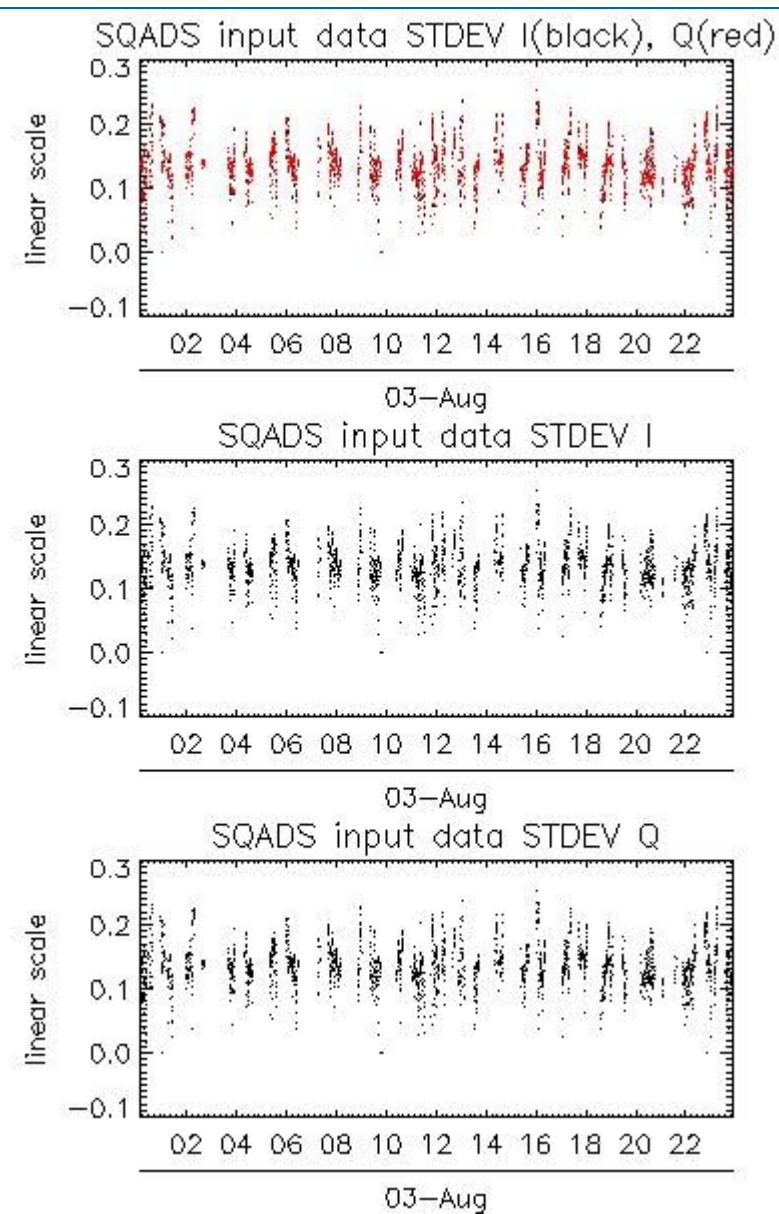 SQADS input data STDEV I(black), Q(red)
0.3
0.2
0.1
0.0
−0.1
linear scale
02 04 06 08 10 12 14 16 18 20 22
03−Aug
SQADS input data STDEV I
0.3
0.2
0.1
0.0
−0.1
linear scale
02 04 06 08 10 12 14 16 18 20 22
03−Aug
SQADS input data STDEV Q
0.3
0.2
0.1
0.0
−0.1
linear scale
02 04 06 08 10 12 14 16 18 20 22
03−Aug